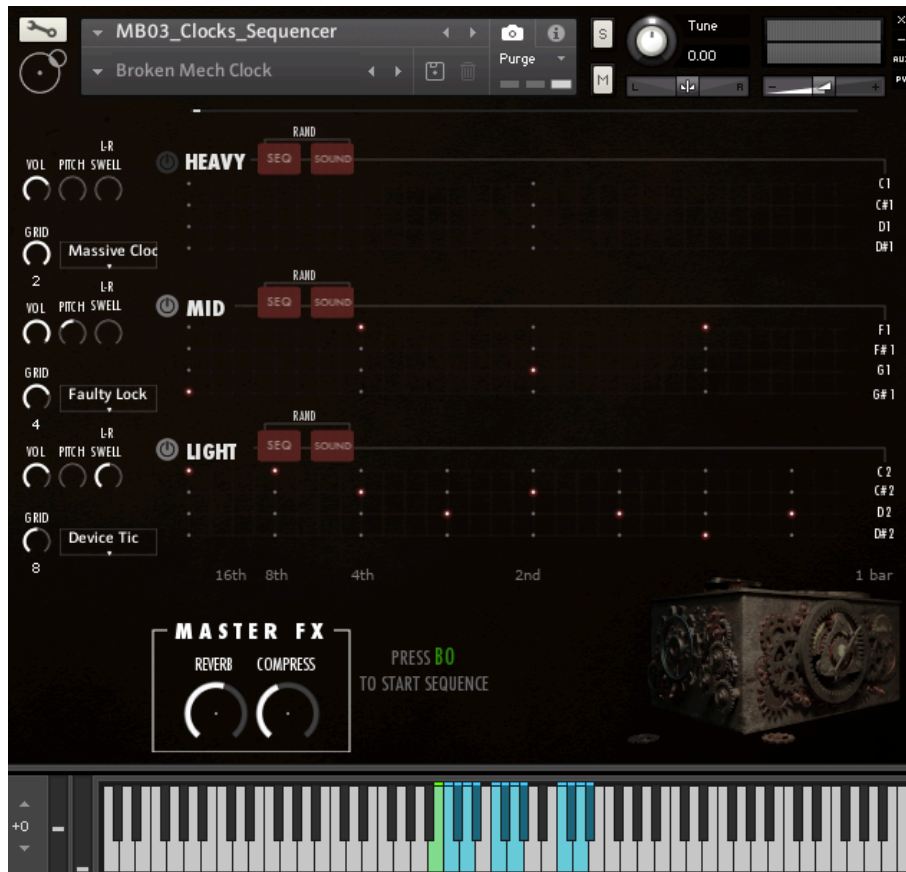 MB03_Clocks_Sequencer
Broken Mech Clock
Purge
S
M
Tune
0.00
L R
- +
×
-
AUX
PV
RAND
L-R
VOL PITCH SWELL
HEAVY SEQ SOUND
C1
C#1
D1
D#1
GRID
Massive Cloc
2
RAND
L-R
VOL PITCH SWELL
MID SEQ SOUND
F1
F#1
G1
G#1
GRID
Faulty Lock
4
RAND
L-R
VOL PITCH SWELL
LIGHT SEQ SOUND
C2
C#2
D2
D#2
GRID
Device Tic
8
16th 8th 4th 2nd 1 bar
MASTER FX
REVERB COMPRESS
PRESS B0
TO START SEQUENCE
+0